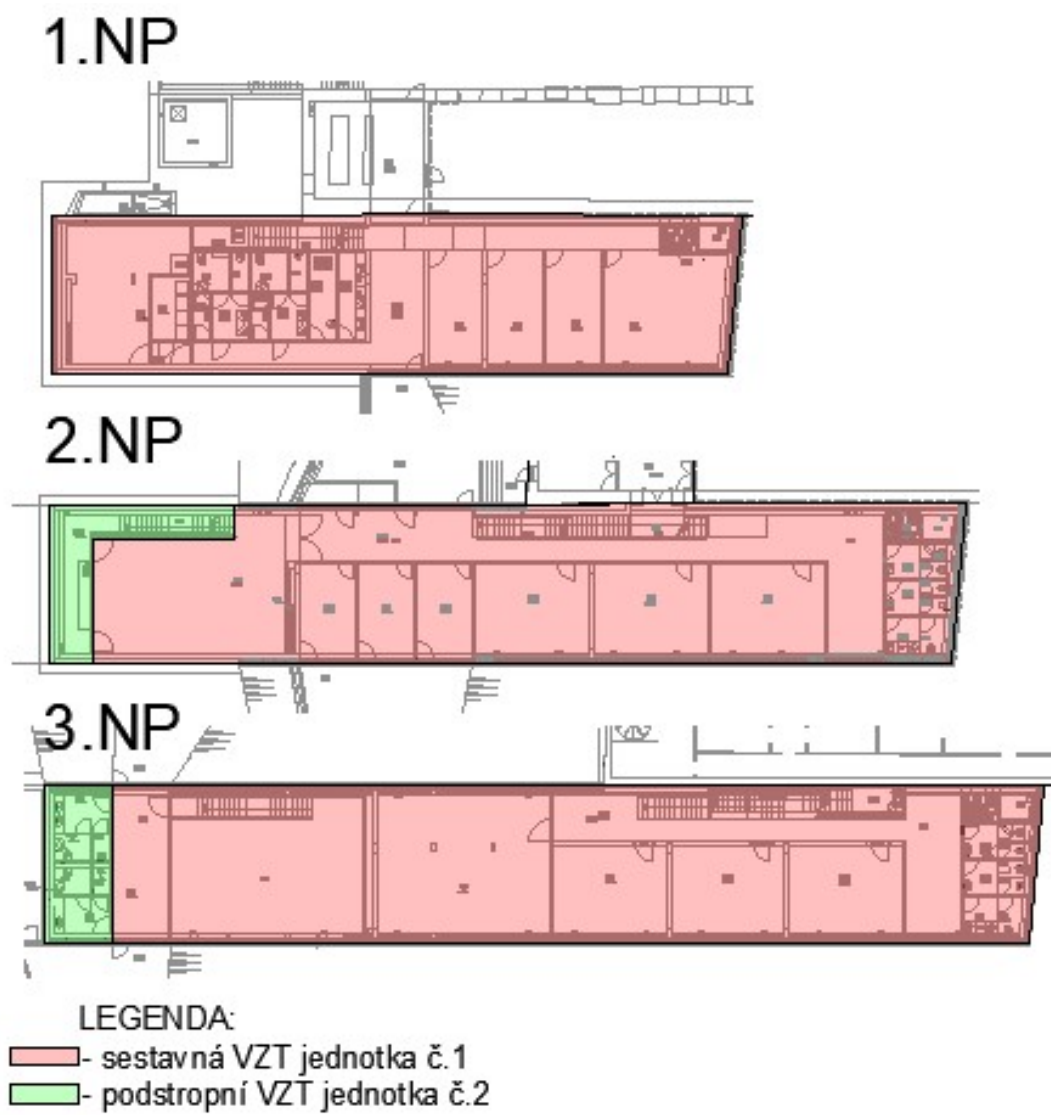 1.NP
2.NP
3.NP
LEGENDA:
- sestavná VZT jednotka č.1
- podstropní VZT jednotka č.2